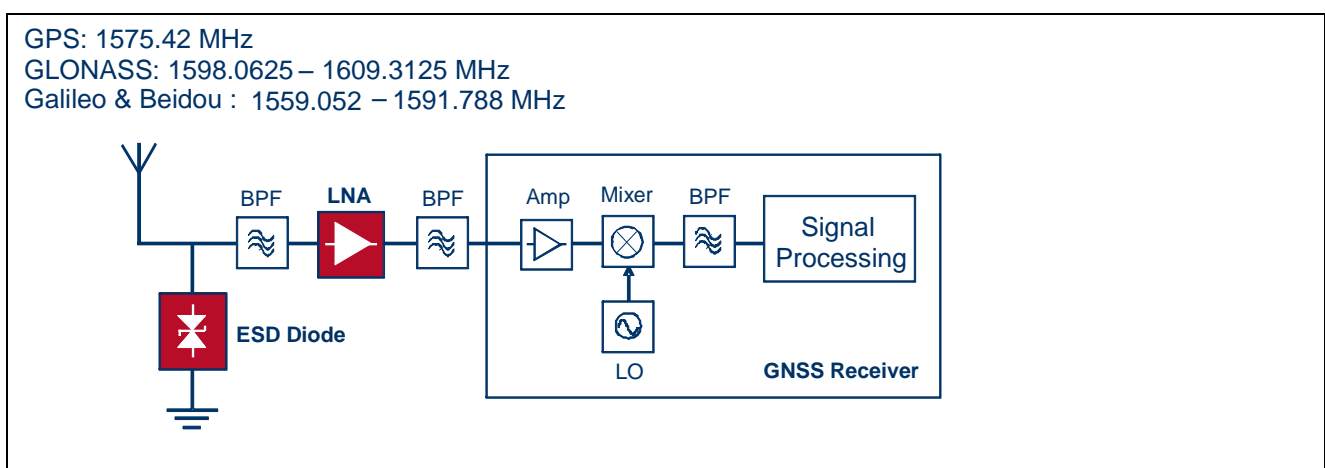 GPS: 1575.42 MHz
GLONASS: 1598.0625 – 1609.3125 MHz
Galileo & Beidou : 1559.052 – 1591.788 MHz
BPF
LNA
BPF
Amp
Mixer
BPF
Signal
Processing
ESD Diode
LO
GNSS Receiver